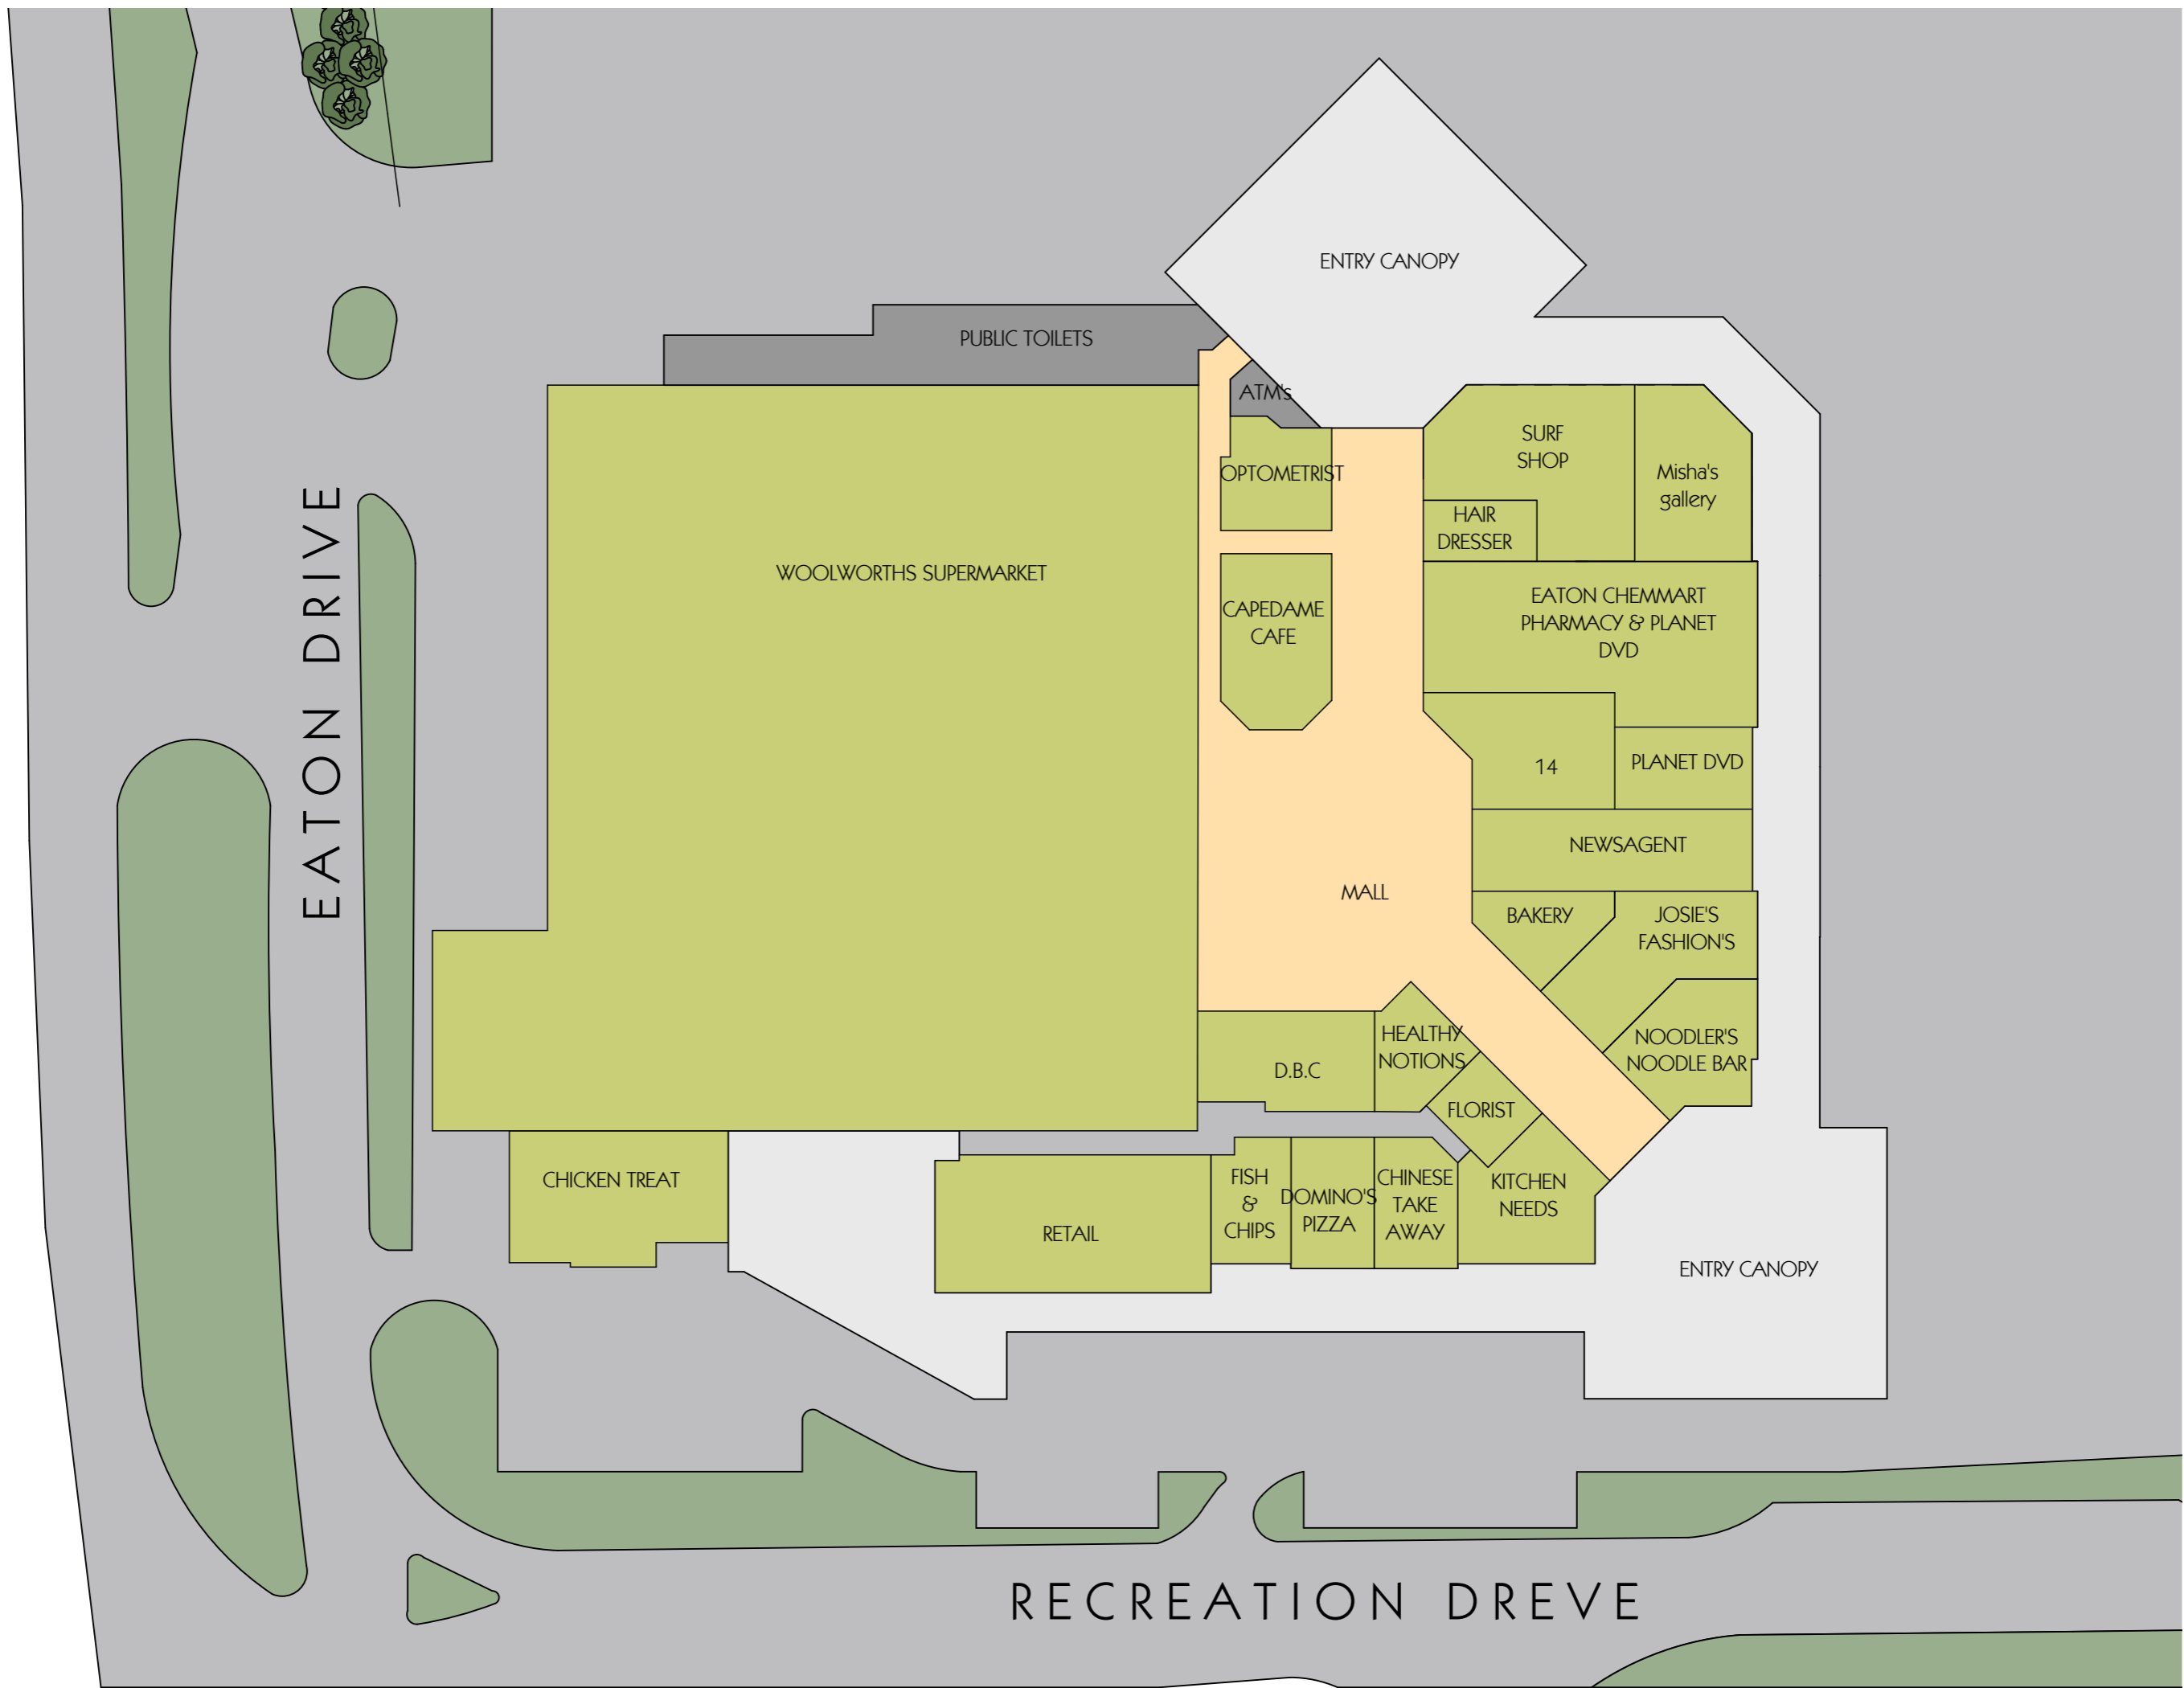 ENTRY CANOPY
PUBLIC TOILETS
ATM's
OPTOMETRIST
SURF
SHOP
Misha's
gallery
HAIR
DRESSER
WOOLWORTHS SUPERMARKET
CAPEDAME
CAFE
EATON CHEMMART
PHARMACY & PLANET
DVD
EATON DRIVE
14
PLANET DVD
NEWSAGENT
MALL
BAKERY
JOSIE'S
FASHION'S
HEALTHY
NOTIONS
NOODLER'S
NOODLE BAR
D.B.C
FLORIST
CHICKEN TREAT
RETAIL
FISH
&
CHIPS
DOMINO'S
PIZZA
CHINESE
TAKE
AWAY
KITCHEN
NEEDS
ENTRY CANOPY
RECREATION DREVE